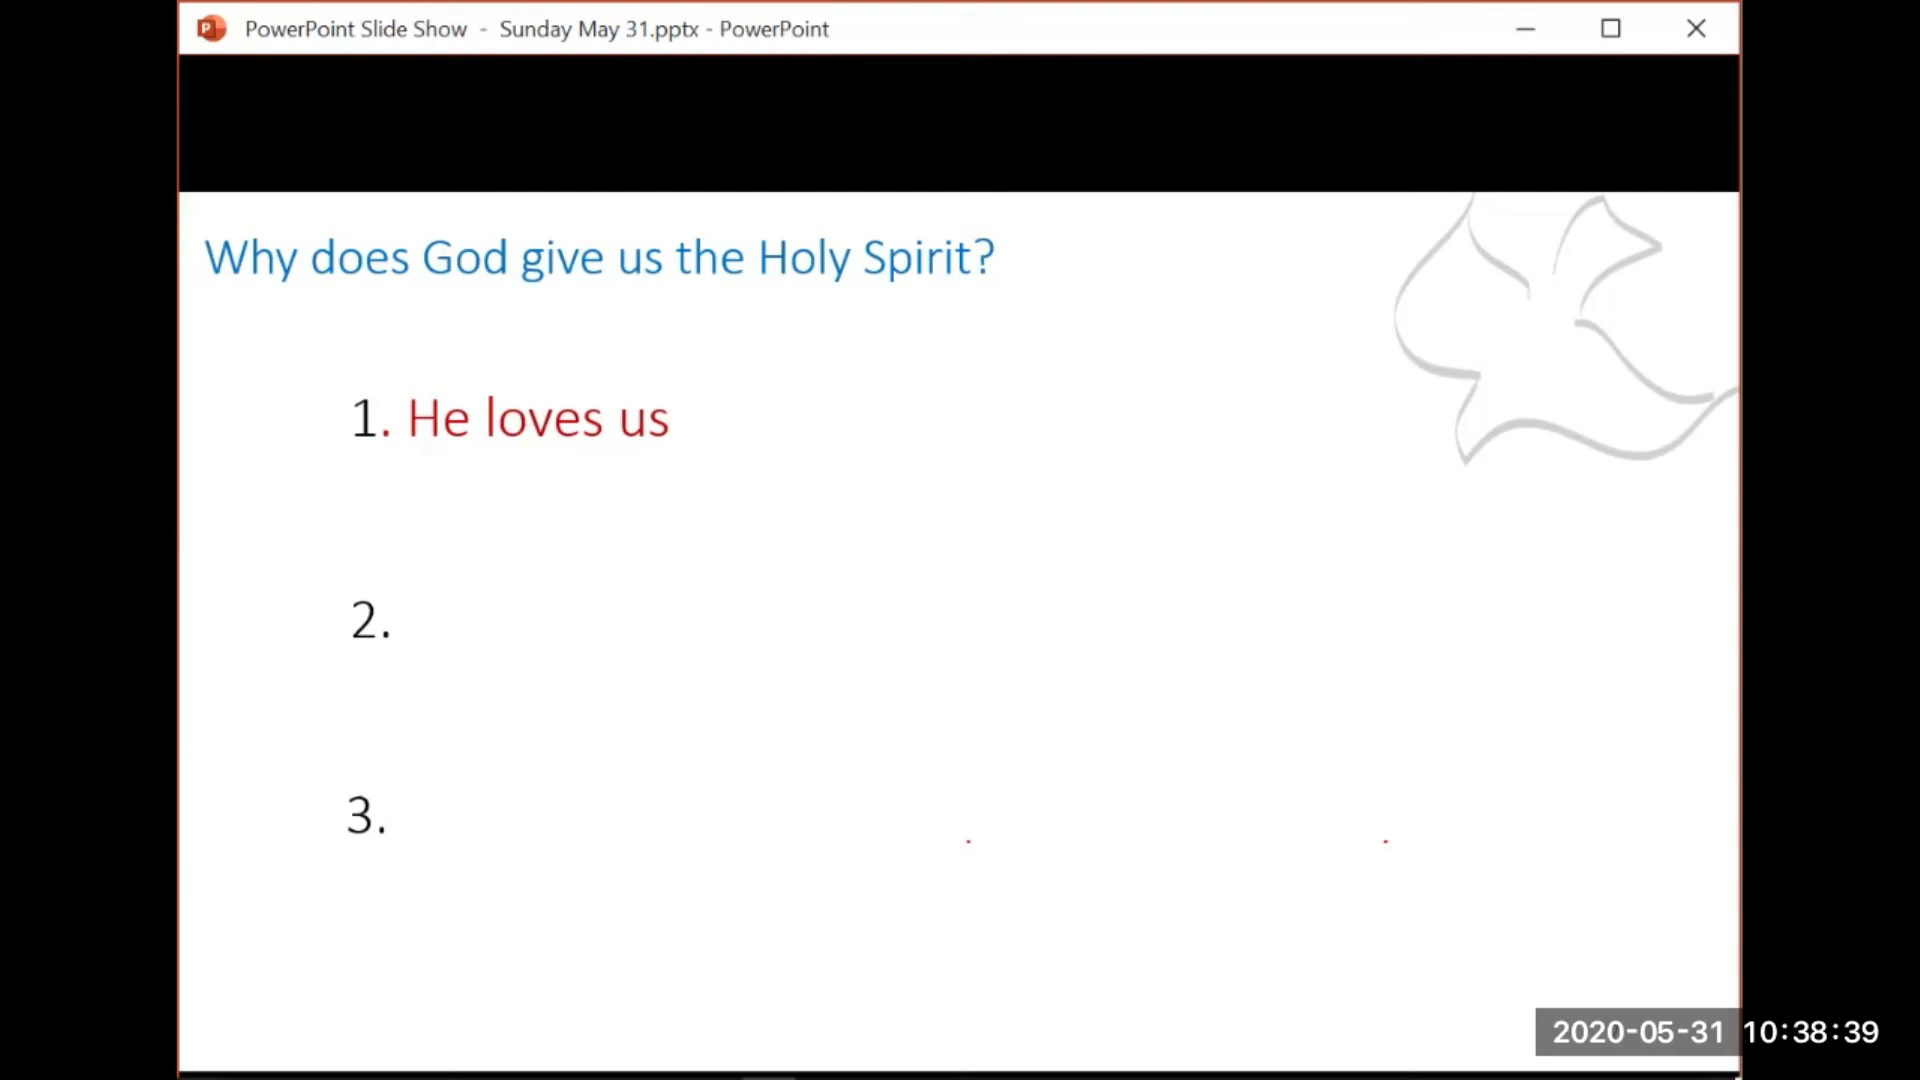 PowerPoint Slide Show - Sunday May 31.pptx - PowerPoint
Why does God give us the Holy Spirit?
1. He loves us
2.
3.
2020-05-31 10:38:39